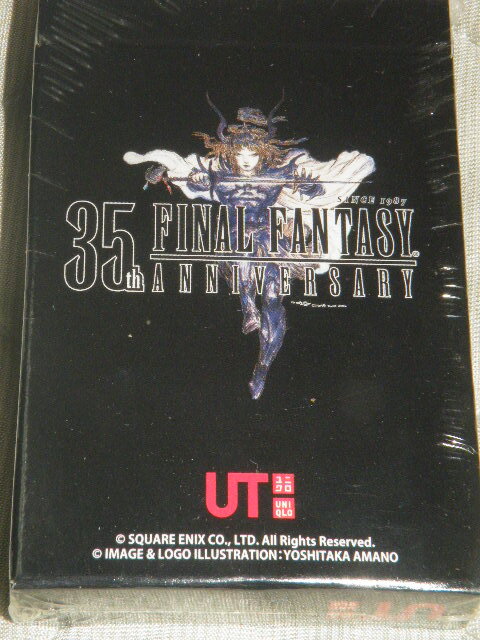 SINCE 1987
35th FINAL FANTASY®
ANNIVERSARY
UT ユニクロ
UNIQLO
© SQUARE ENIX CO., LTD. All Rights Reserved.
© IMAGE & LOGO ILLUSTRATION: YOSHITAKA AMANO
UT